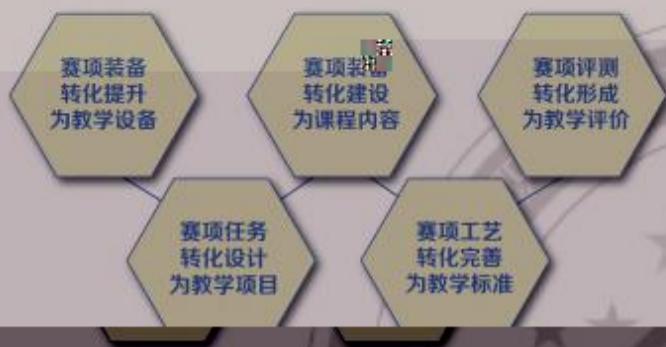 赛项装备
转化提升
为教学设备
赛项装备
转化建设
为课程内容
赛项评测
转化形成
为教学评价
赛项任务
转化设计
为教学项目
赛项工艺
转化完善
为教学标准